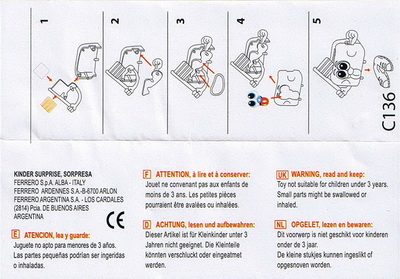 1
2
3
4
5
C136
KINDER SURPRISE, SORPRESA
FERRERO S.p.A. ALBA - ITALY
FERRERO ARDENNES S.A.-B-6700 ARLON
FERRERO ARGENTINA S.A. - LOS CARDALES
(2814) Pcia. DE BUENOS AIRES
ARGENTINA
CE
E ATENCION, lea y guarde:
Juguete no apto para menores de 3 años.
Las partes pequeñas podrían ser ingeridas
o inhaladas.
F ATTENTION, à lire et à conserver:
Jouet ne convenant pas aux enfants de
moins de 3 ans. Les petites pièces
pourraient être avalées ou inhalées.
D ACHTUNG, lesen und aufbewahren:
Dieser Artikel ist für Kleinkinder unter 3
Jahren nicht geeignet. Die Kleinteile
könnten verschluckt oder eingeatmet
werden.
UK WARNING, read and keep:
Toy not suitable for children under 3 years.
Small parts might be swallowed or
inhaled.
NL OPGELET, lezen en bewaren:
Dit voorwerp is niet geschikt voor kinderen
onder de 3 jaar.
De kleine stukjes kunnen ingeslikt of
opgesnoven worden.